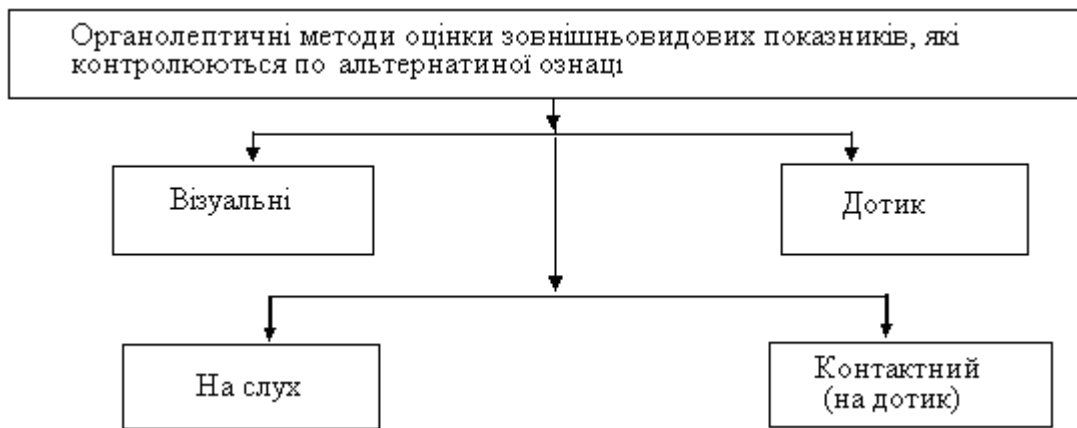 Органолептичні методи оцінки зовнішньовидових показників, які
контролюються по альтернатиної ознаці
Візуальні
Дотик
На слух
Контактний
(на дотик)